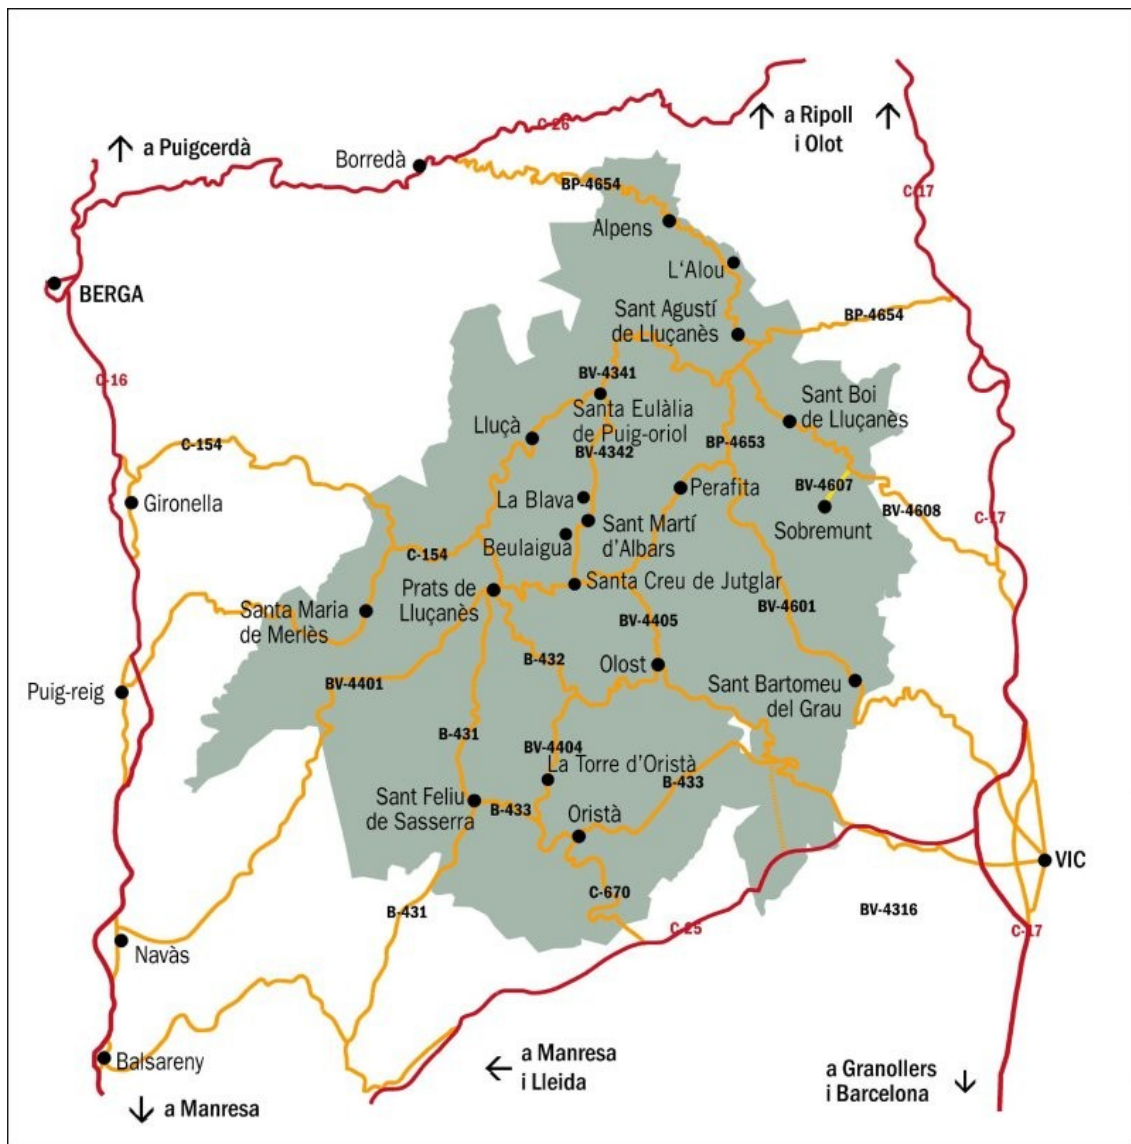 C-26
a Ripoll
i Olot
a Puigcerdà
Borredà
BP-4654
C-17
Alpens
L'Alou
BERGA
Sant Agustí
de Lluçanès
BP-4654
C-16
BV-4341
Sant Boi
de Lluçanès
Santa Eulàlia
de Puig-oriol
Lluçà
C-154
BV-4342
BP-4653
Gironella
La Blava
Perafita
BV-4607
BV-4608
C-17
Sobremunt
Sant Martí
d'Albars
Beulaigua
C-154
Prats de
Lluçanès
Santa Creu de Jutglar
Santa Maria
de Merlès
BV-4405
BV-4601
B-432
Olost
Sant Bartomeu
del Grau
Puig-reig
BV-4401
B-431
BV-4404
La Torre d'Oristà
B-433
Sant Feliu
de Sasserra
B-433
Oristà
VIC
C-670
B-431
BV-4316
C-25
C-17
Navàs
Balsareny
a Manresa
i Lleida
a Granollers
i Barcelona
a Manresa